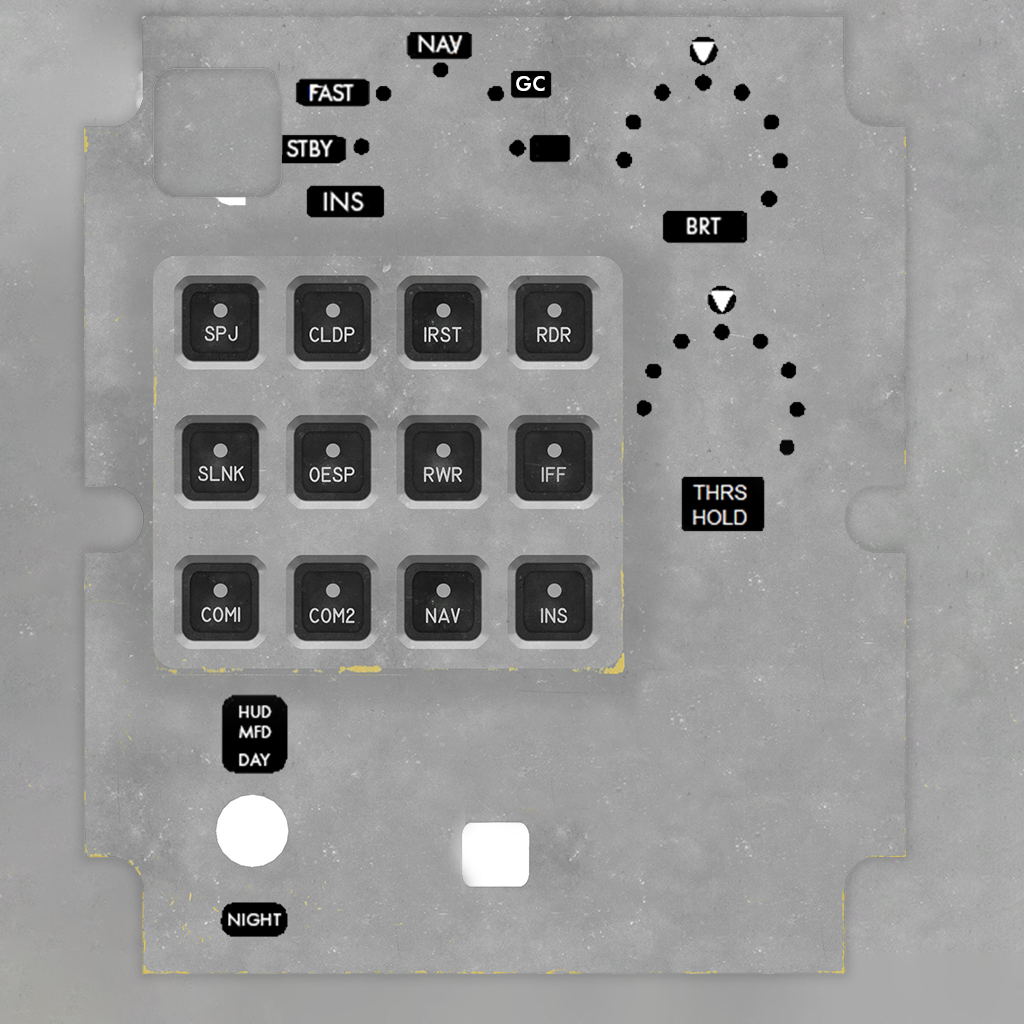 NAV
FAST
GC
STBY
INS
BRT
SPJ
CLDP
IRST
RDR
SLNK
OESP
RWR
IFF
THRS
HOLD
COM1
COM2
NAV
INS
HUD
MFD
DAY
NIGHT